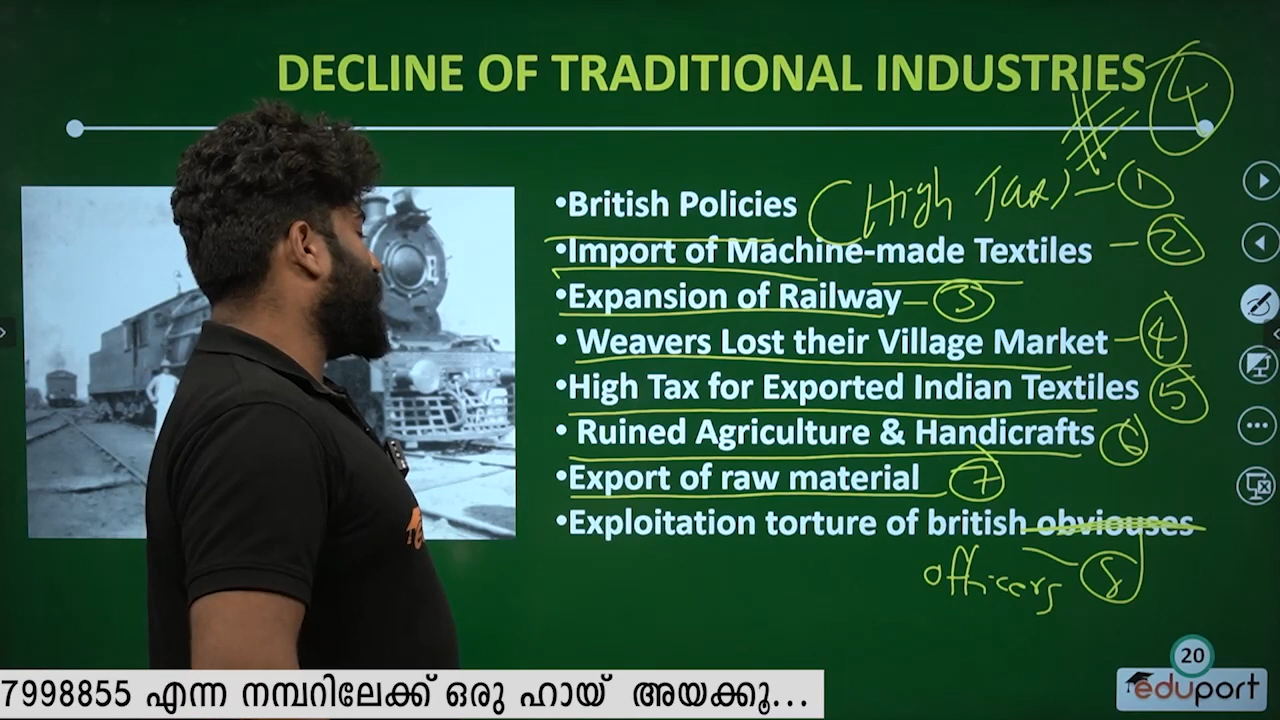 DECLINE OF TRADITIONAL INDUSTRIES 4
•British Policies (High Tax) - 1
•Import of Machine-made Textiles - 2
•Expansion of Railway - 3
• Weavers Lost their Village Market - 4
•High Tax for Exported Indian Textiles 5
• Ruined Agriculture & Handicrafts 6
•Export of raw material 7
•Exploitation torture of british obviouses
officers 8
20
eduport
7998855 എന്ന നമ്പറിലേക്ക് ഒരു ഹായ് അയക്കൂ...